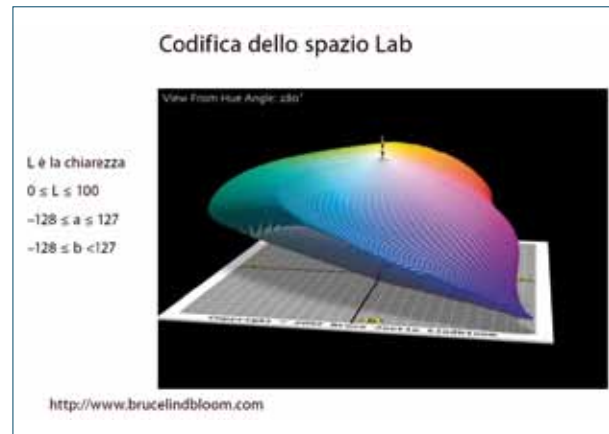 Codifica dello spazio Lab
View From Hue Angle: 280°
L è la chiarezza
0 ≤ L ≤ 100
–128 ≤ a ≤ 127
–128 ≤ b <127
http://www.brucelindbloom.com